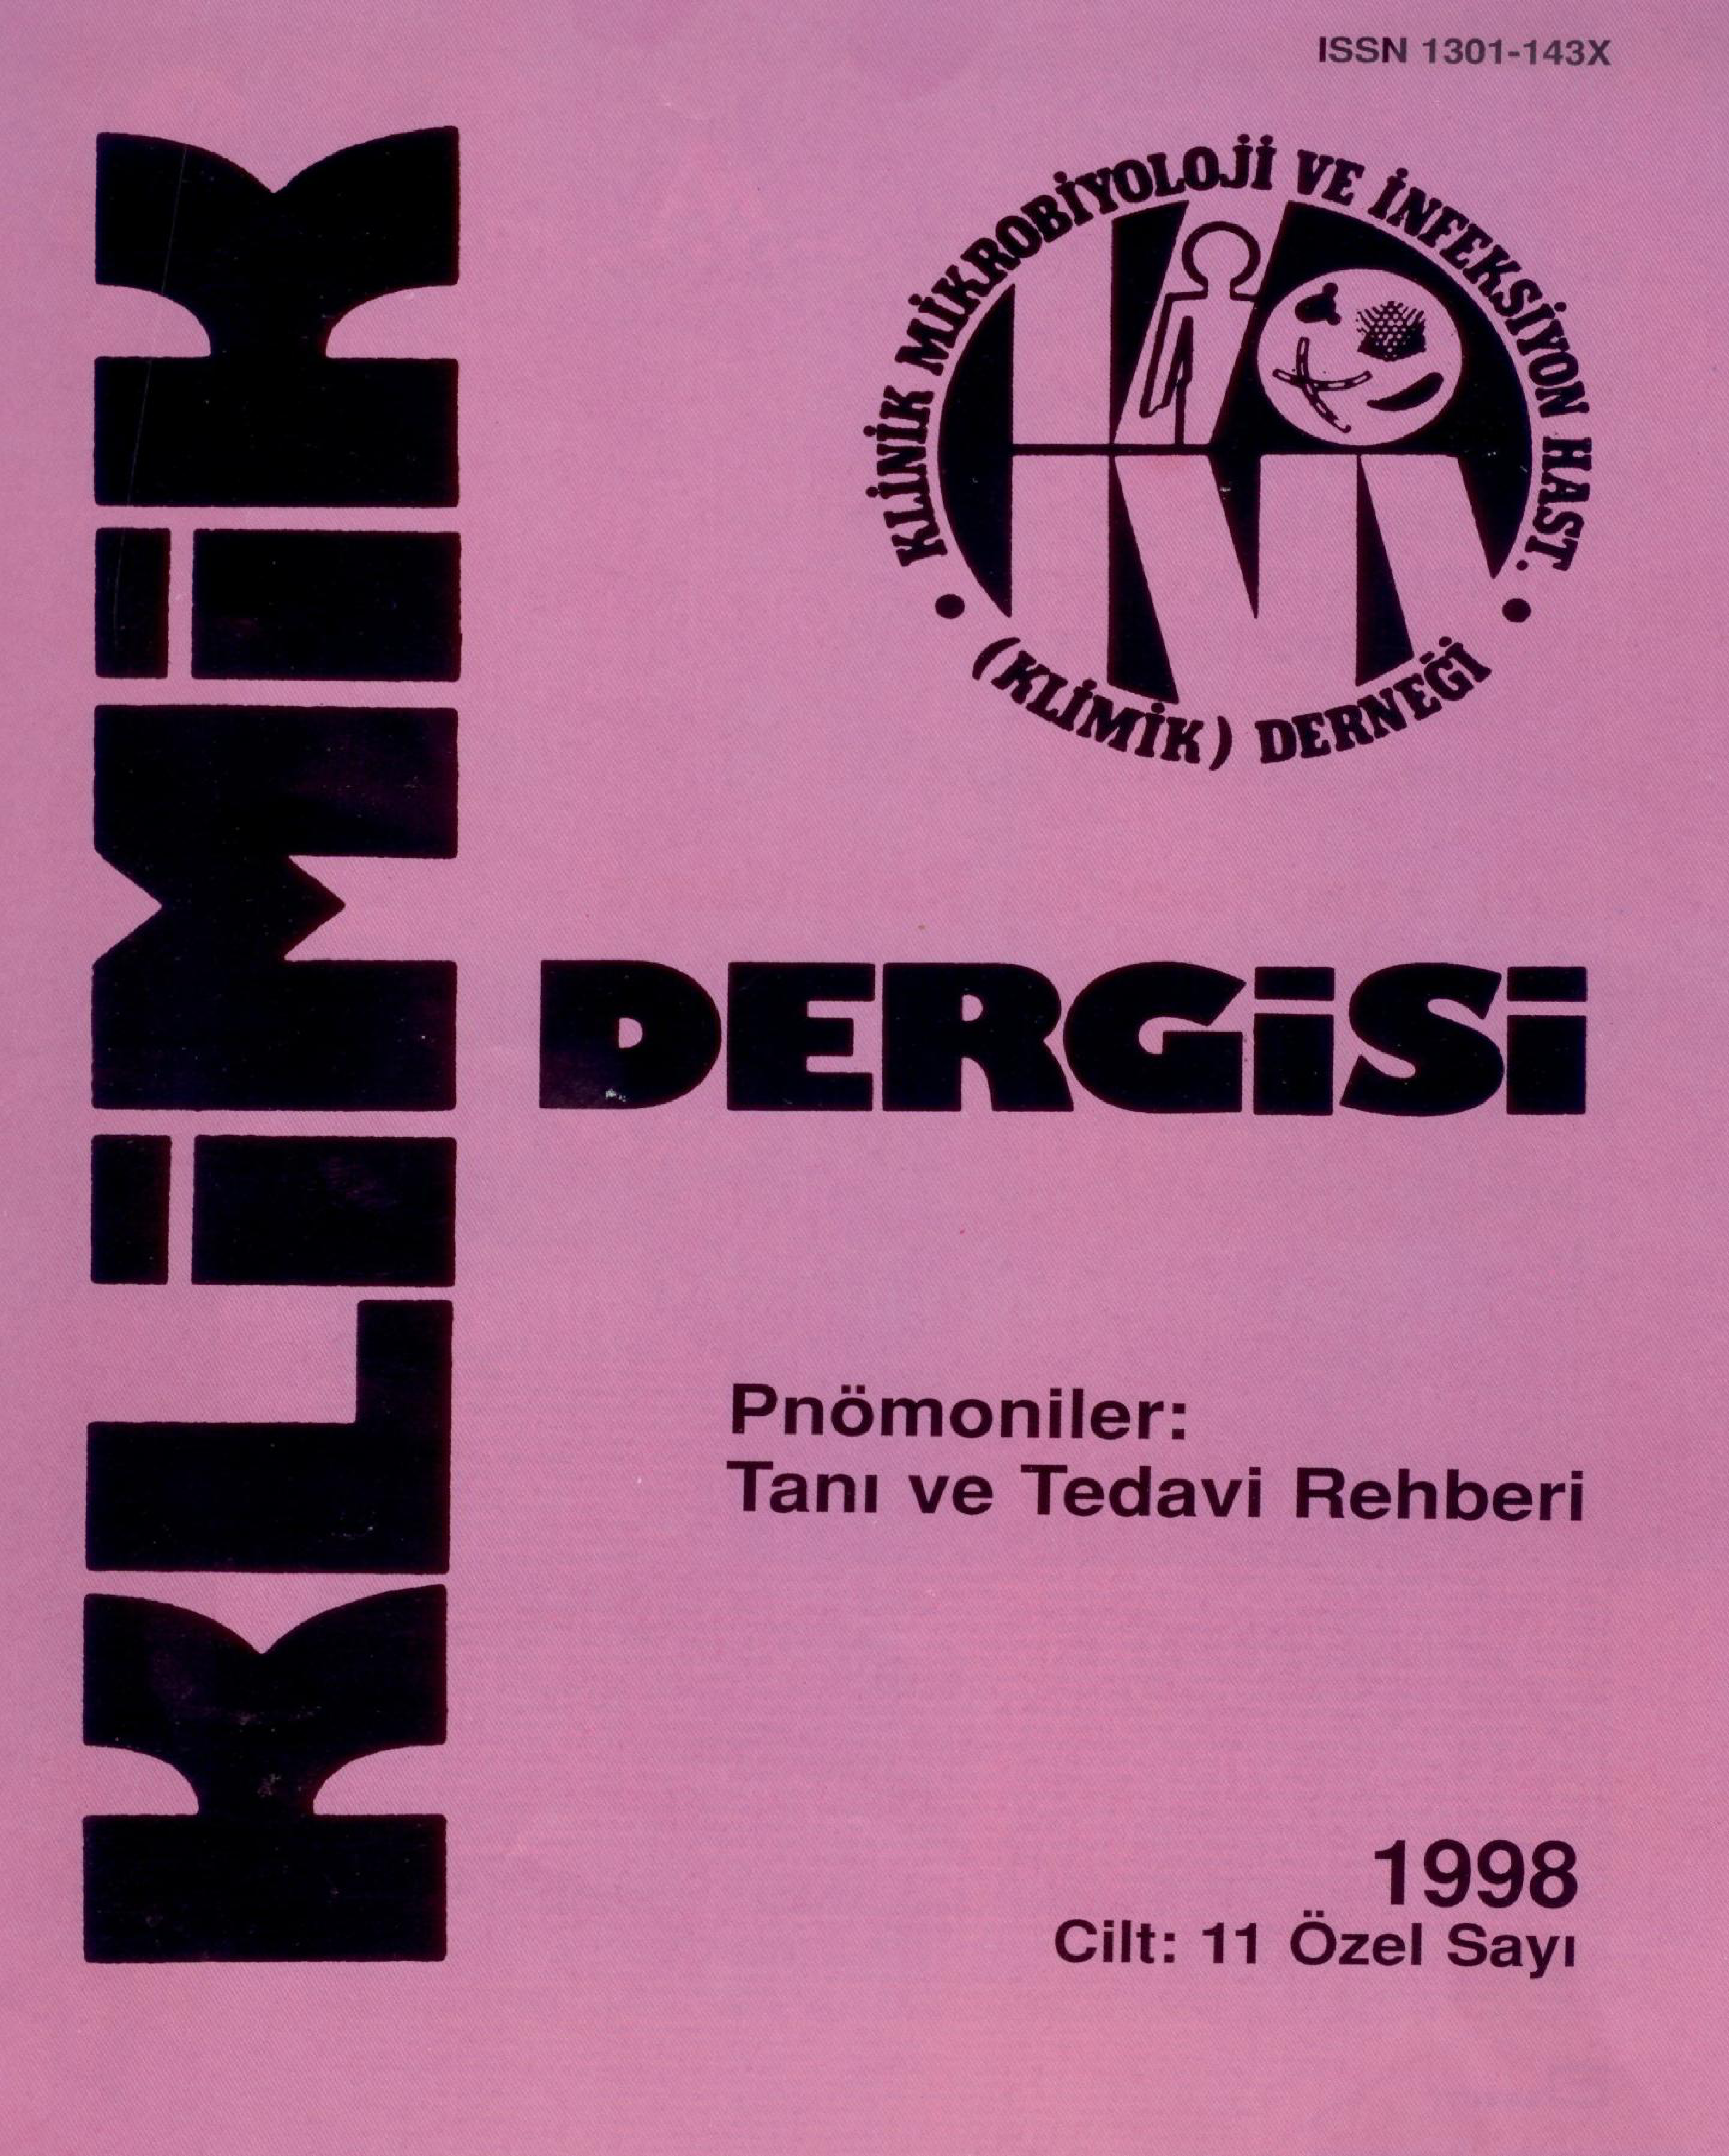 ISSN 1301-143X
KLİNİK MİKROBİYOLOJİ VE İNFEKSİYON HAST.
(KLİMİK) DERNEĞİ
KLİMİK
DERGİSİ
Pnömoniler:
Tanı ve Tedavi Rehberi
1998
Cilt: 11 Özel Sayı